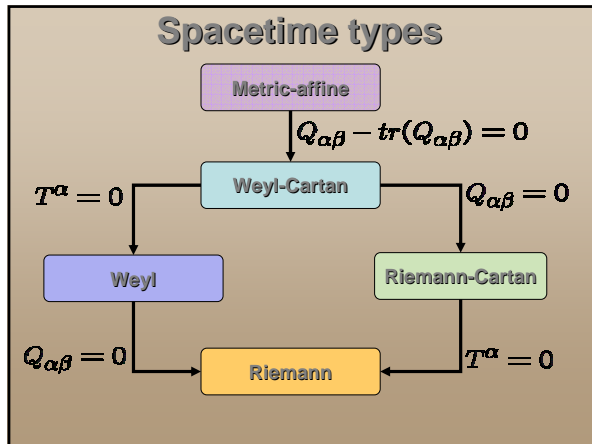 Spacetime types
Metric-affine
Q_{αβ} − tr(Q_{αβ}) = 0
Weyl-Cartan
T^α = 0
Q_{αβ} = 0
Weyl
Riemann-Cartan
Q_{αβ} = 0
T^α = 0
Riemann